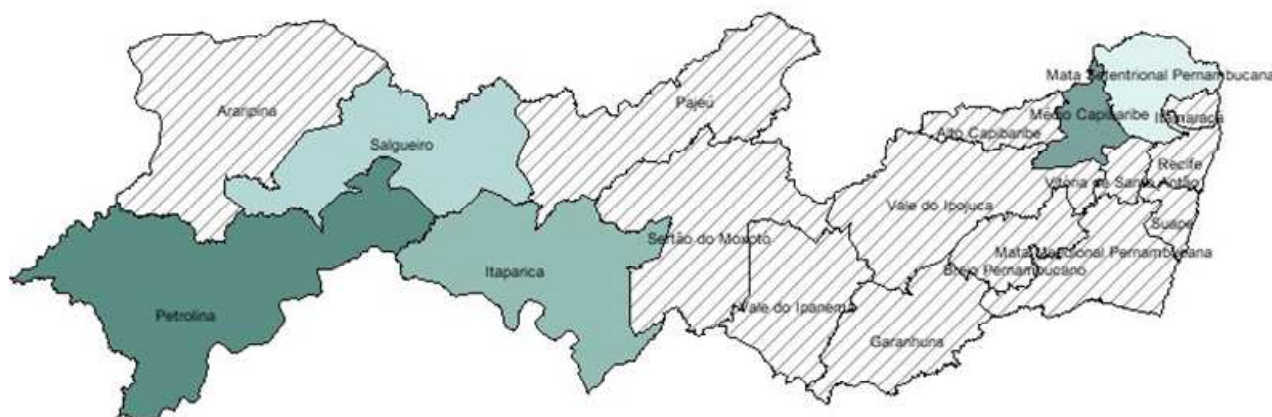 Mata Setentrional Pernambucana
Araripina
Pajeú
Médio Capibaribe
Itamaracá
Alto Capibaribe
Salgueiro
Recife
Vitória de Santo Antão
Vale do Ipojuca
Suape
Sertão do Moxotó
Mata Meridional Pernambucana
Itaparica
Brejo Pernambucano
Vale do Ipanema
Petrolina
Garanhuns